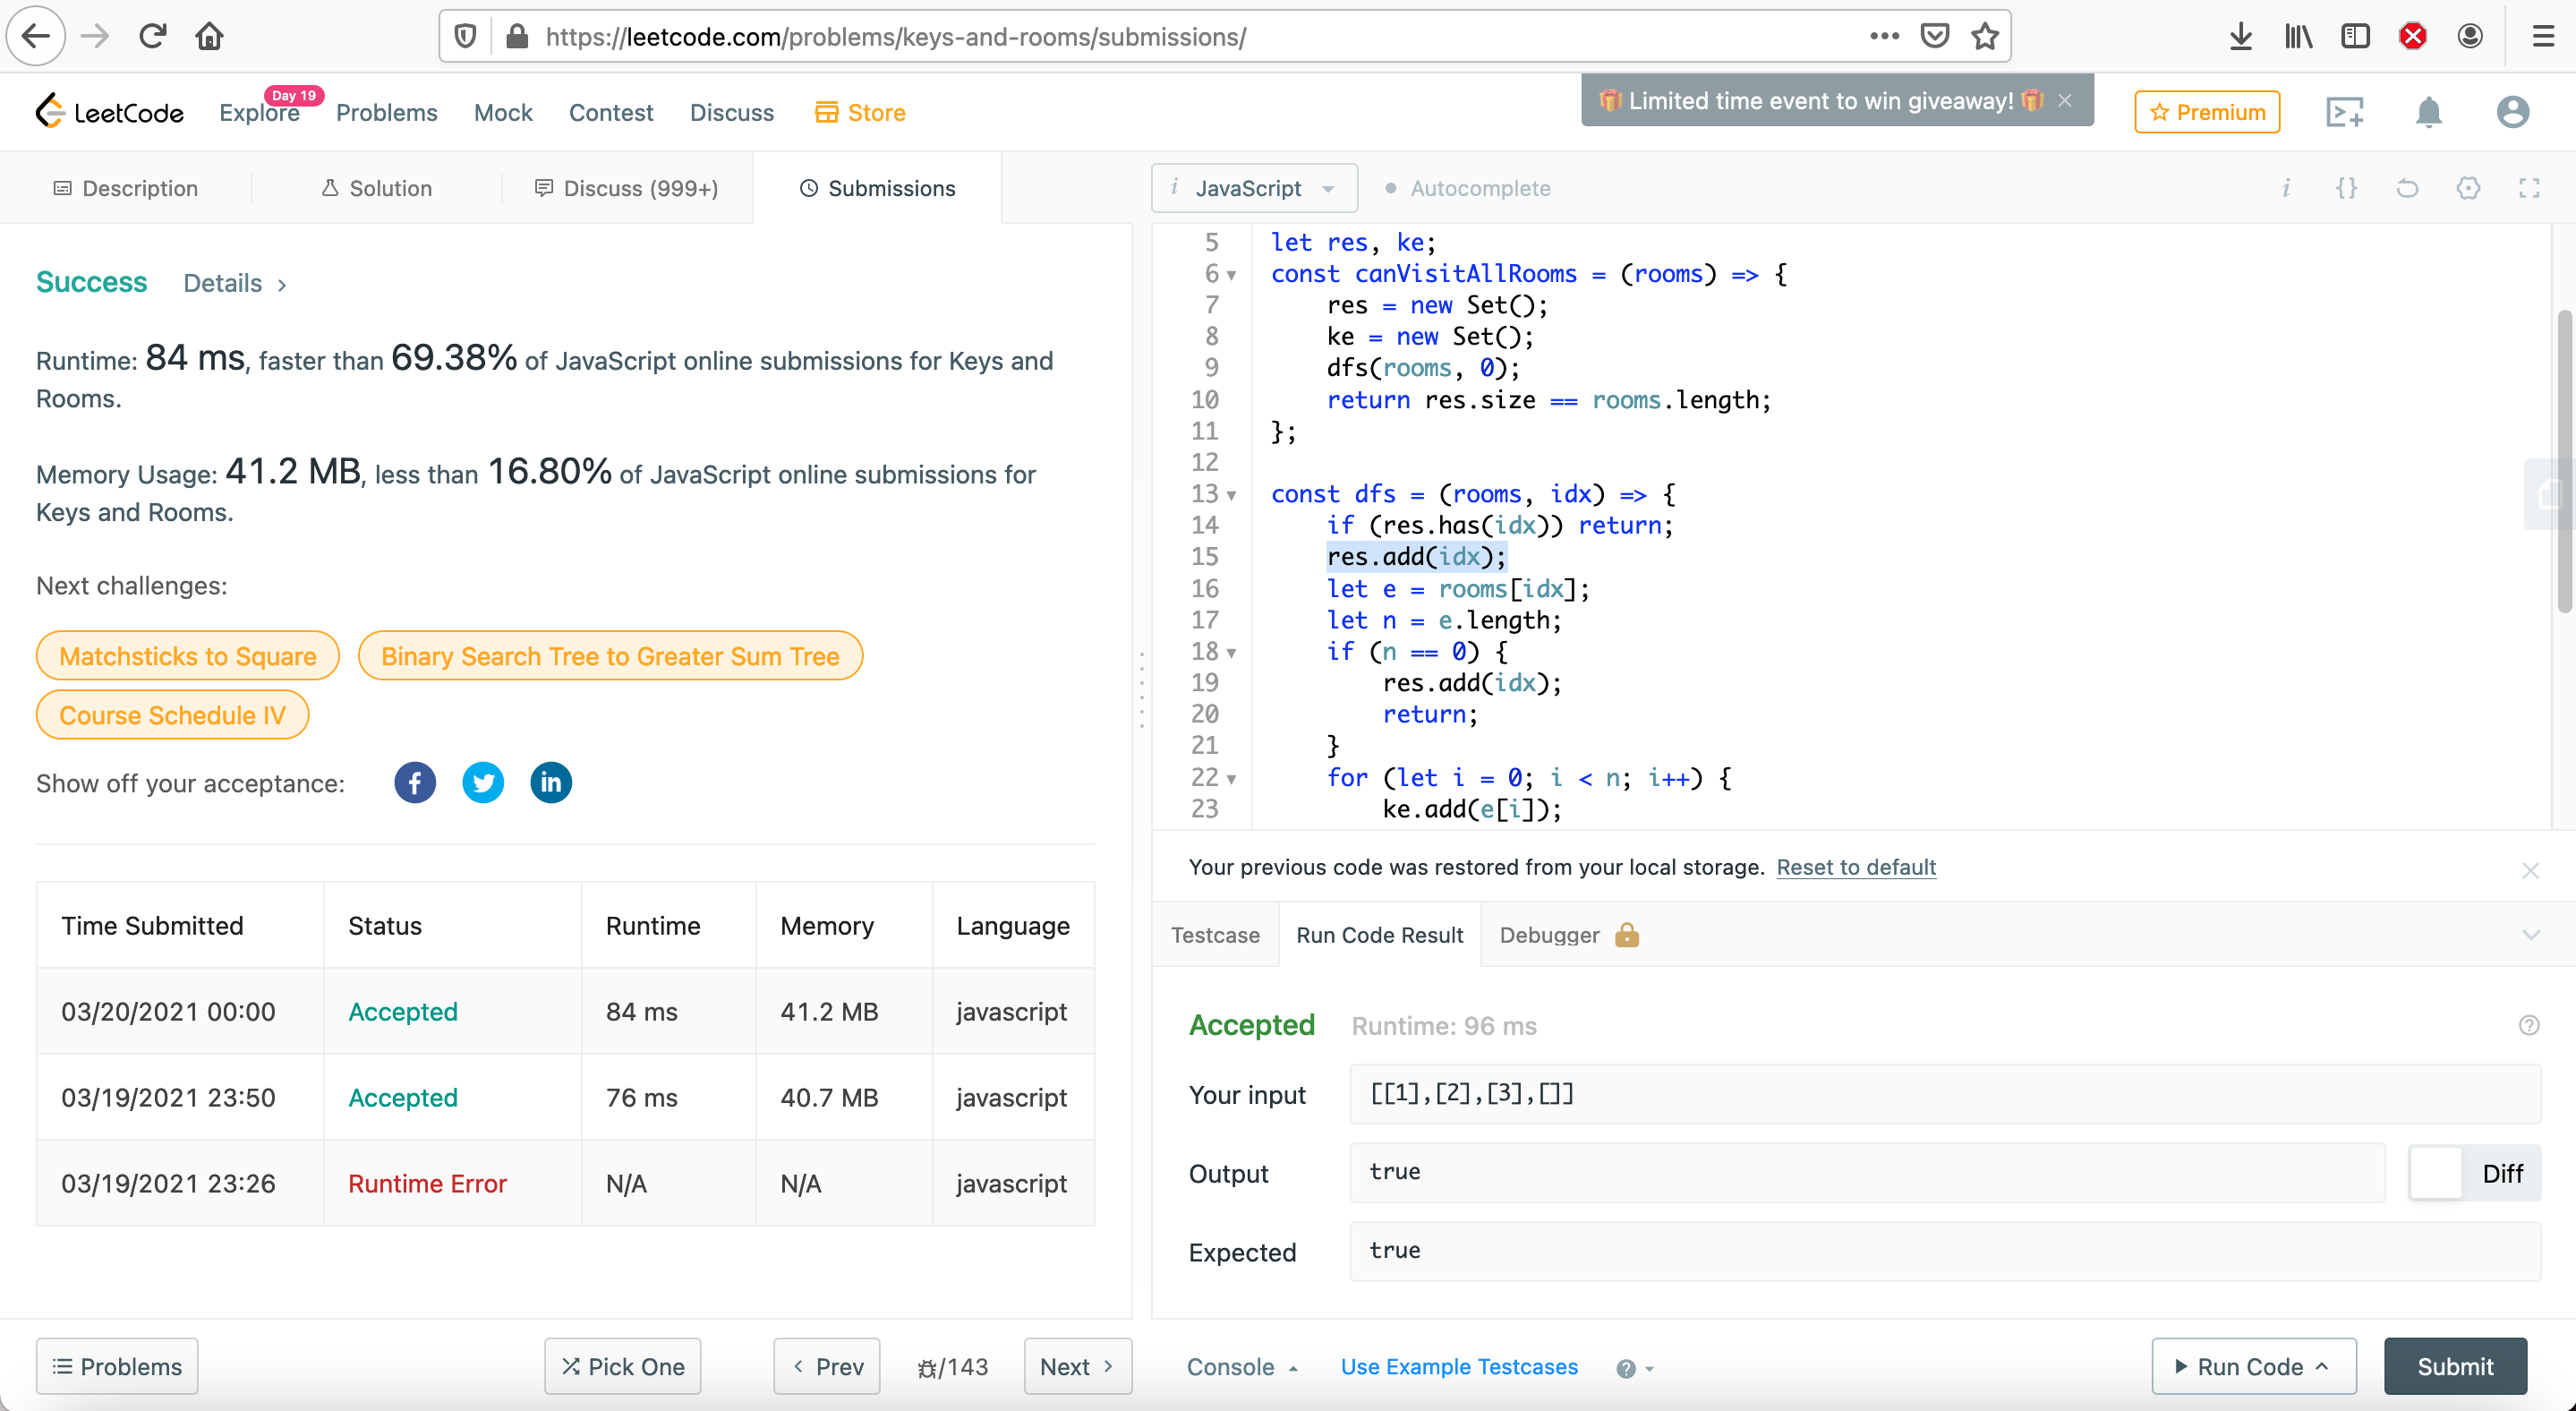 https://leetcode.com/problems/keys-and-rooms/submissions/
LeetCode
Explore
Day 19
Problems
Mock
Contest
Discuss
Store
Limited time event to win giveaway!
Premium
Description
Solution
Discuss (999+)
Submissions
Success
Details
Runtime: 84 ms, faster than 69.38% of JavaScript online submissions for Keys and
Rooms.
Memory Usage: 41.2 MB, less than 16.80% of JavaScript online submissions for
Keys and Rooms.
Next challenges:
Matchsticks to Square
Binary Search Tree to Greater Sum Tree
Course Schedule IV
Show off your acceptance:
Time Submitted Status Runtime Memory Language
03/20/2021 00:00 Accepted 84 ms 41.2 MB javascript
03/19/2021 23:50 Accepted 76 ms 40.7 MB javascript
03/19/2021 23:26 Runtime Error N/A N/A javascript
Problems
Pick One
Prev
/143
Next
i JavaScript
Autocomplete
i {}
5 let res, ke;
6 const canVisitAllRooms = (rooms) => {
7 res = new Set();
8 ke = new Set();
9 dfs(rooms, 0);
10 return res.size == rooms.length;
11 };
12
13 const dfs = (rooms, idx) => {
14 if (res.has(idx)) return;
15 res.add(idx);
16 let e = rooms[idx];
17 let n = e.length;
18 if (n == 0) {
19 res.add(idx);
20 return;
21 }
22 for (let i = 0; i < n; i++) {
23 ke.add(e[i]);
Your previous code was restored from your local storage. Reset to default
Testcase
Run Code Result
Debugger
Accepted
Runtime: 96 ms
Your input
[[1],[2],[3],[]]
Output
true
Diff
Expected
true
Console
Use Example Testcases
Run Code
Submit